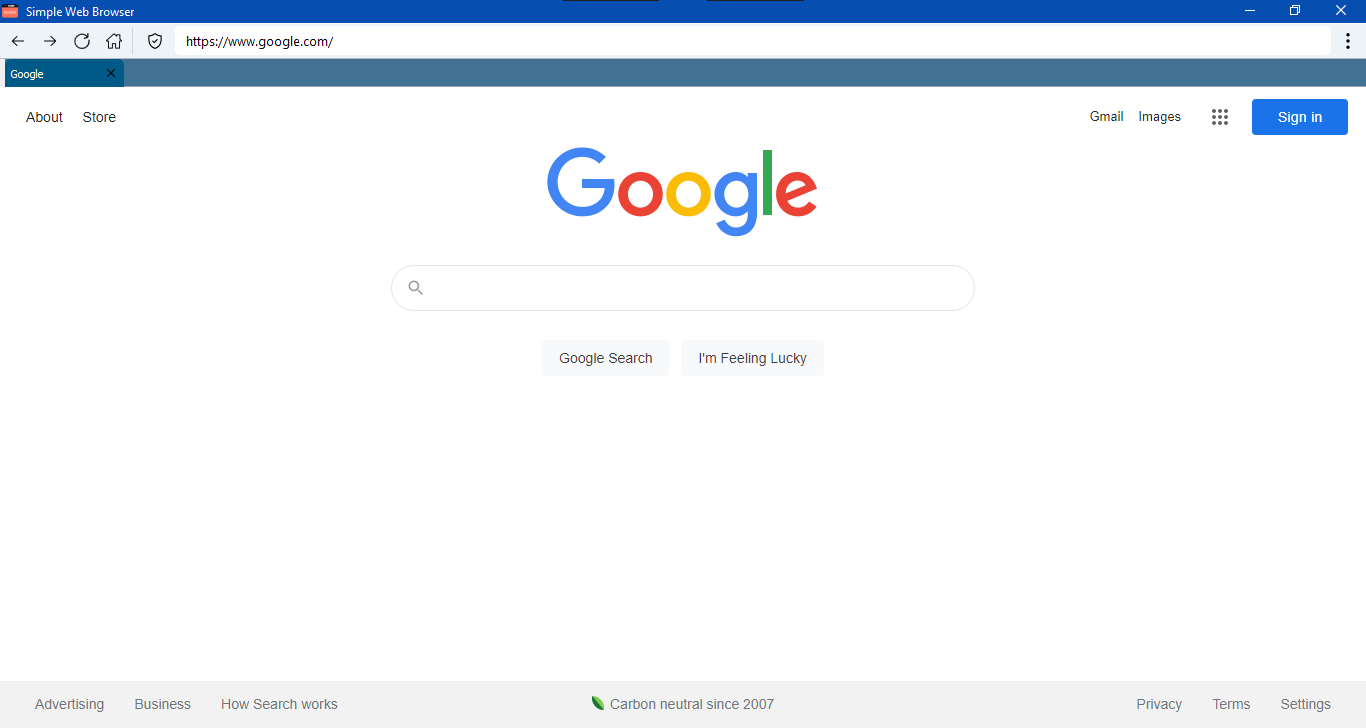 Simple Web Browser
https://www.google.com/
Google
About Store Gmail Images Sign in
Google
Google Search I'm Feeling Lucky
Advertising Business How Search works Carbon neutral since 2007 Privacy Terms Settings